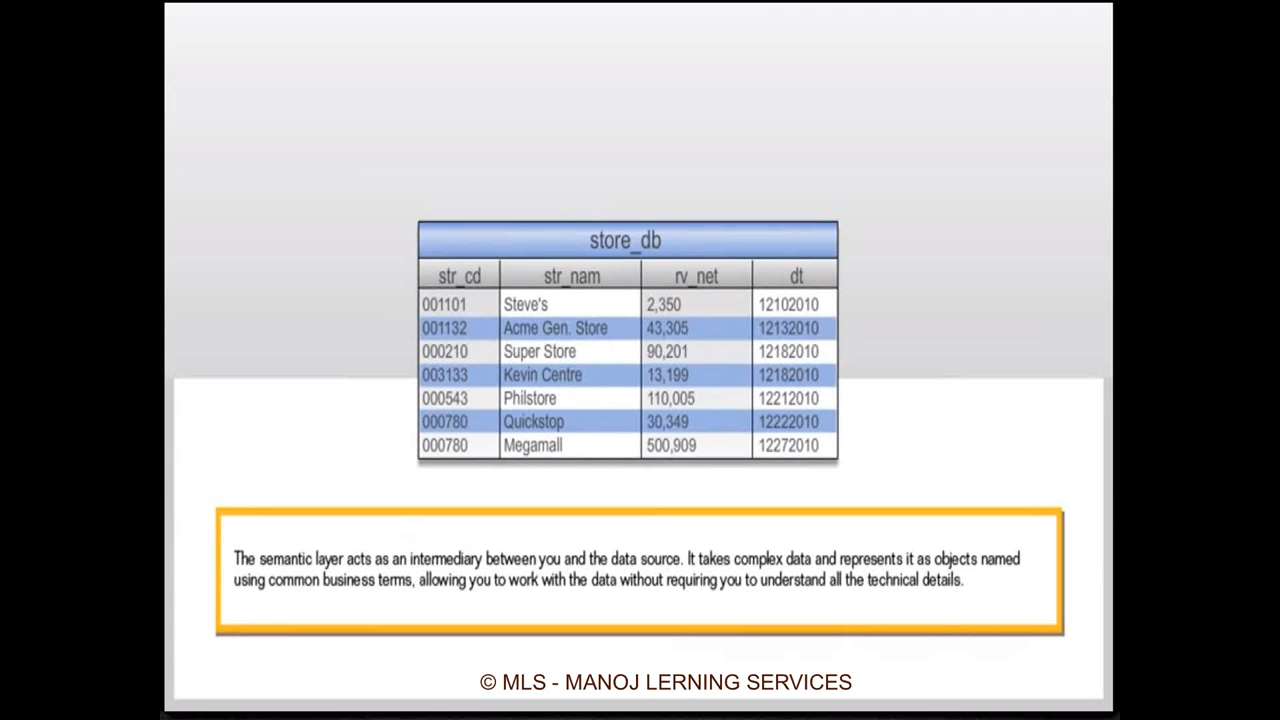 store_db
str_cd str_nam rv_net dt
001101 Steve's 2,350 12102010
001132 Acme Gen. Store 43,305 12132010
000210 Super Store 90,201 12182010
003133 Kevin Centre 13,199 12182010
000543 Philstore 110,005 12212010
000780 Quickstop 30,349 12222010
000780 Megamall 500,909 12272010
The semantic layer acts as an intermediary between you and the data source. It takes complex data and represents it as objects named
using common business terms, allowing you to work with the data without requiring you to understand all the technical details.
© MLS - MANOJ LERNING SERVICES